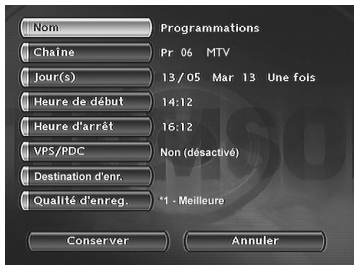 Nom Programmations
Chaîne Pr 06 MTV
Jour(s) 13/05 Mar 13 Une fois
Heure de début 14:12
Heure d'arrêt 16:12
VPS/PDC Non (désactivé)
Destination d'enr.
Qualité d'enreg. *1 - Meilleure
Conserver Annuler